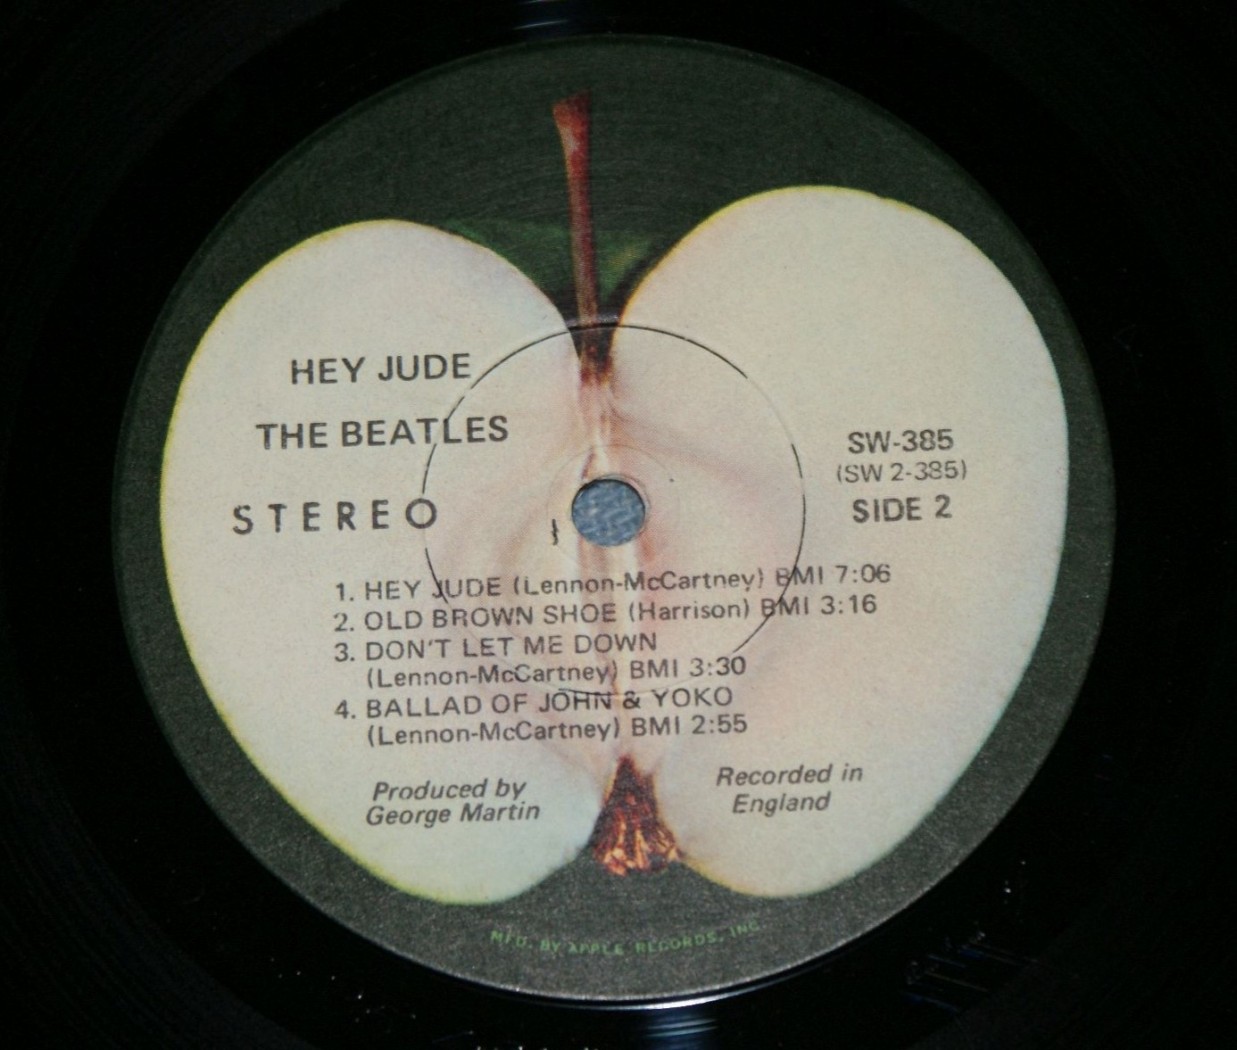 HEY JUDE
THE BEATLES
STEREO
SW-385
(SW 2-385)
SIDE 2
1. HEY JUDE (Lennon-McCartney) BMI 7:06
2. OLD BROWN SHOE (Harrison) BMI 3:16
3. DON'T LET ME DOWN
(Lennon-McCartney) BMI 3:30
4. BALLAD OF JOHN & YOKO
(Lennon-McCartney) BMI 2:55
Produced by
George Martin
Recorded in
England
MFD. BY APPLE RECORDS, INC.